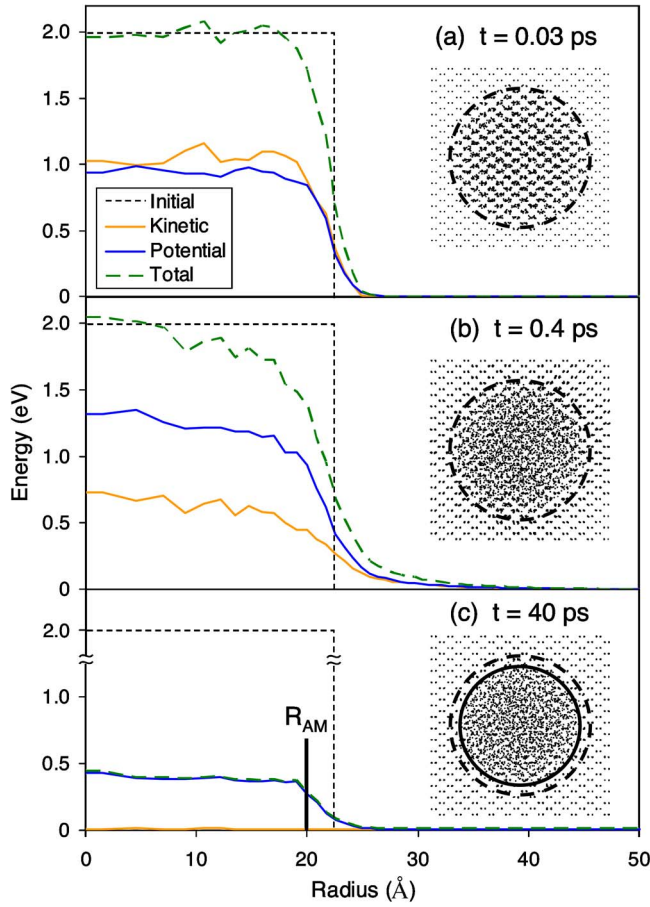 (a) t = 0.03 ps
2.0
1.5
1.0
0.5
0
Initial
Kinetic
Potential
Total
(b) t = 0.4 ps
2.0
1.5
1.0
0.5
0
Energy (eV)
(c) t = 40 ps
2.0
≈
≈
1.0
0.5
0
R_AM
0
10
20
30
40
50
Radius (Å)